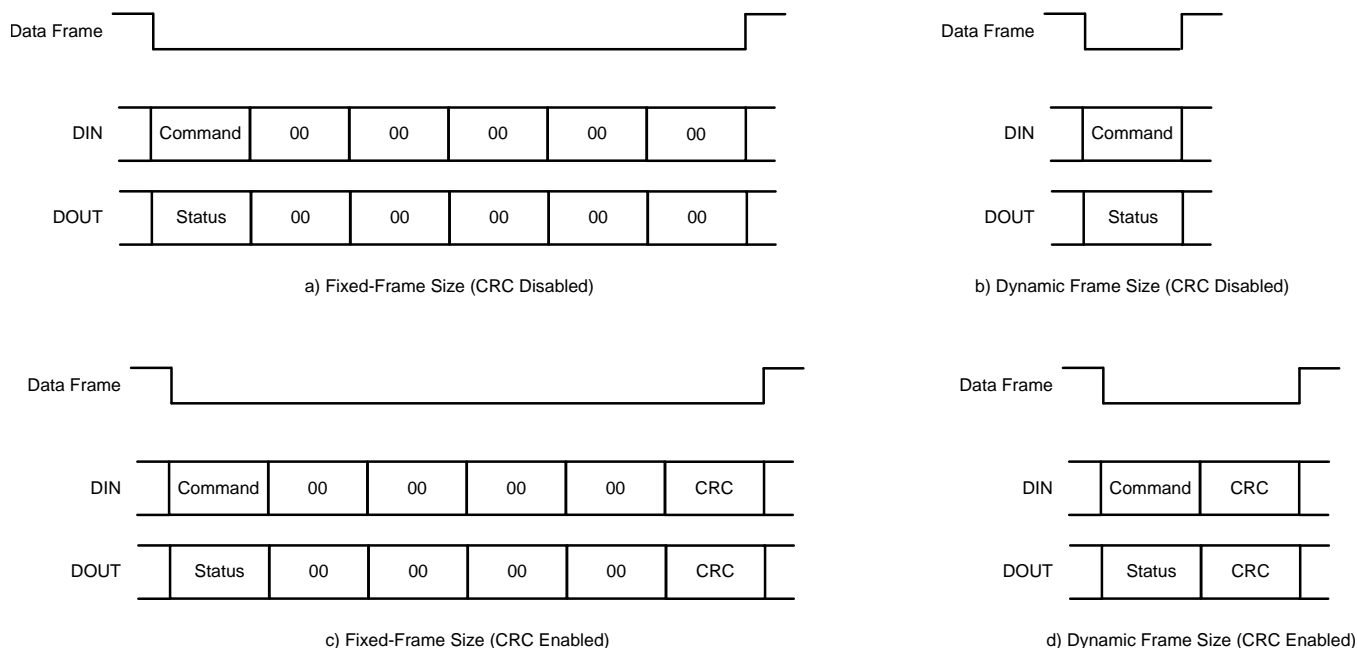 Data Frame
DIN Command 00 00 00 00 00
DOUT Status 00 00 00 00 00
a) Fixed-Frame Size (CRC Disabled)
Data Frame
DIN Command
DOUT Status
b) Dynamic Frame Size (CRC Disabled)
Data Frame
DIN Command 00 00 00 00 CRC
DOUT Status 00 00 00 00 CRC
c) Fixed-Frame Size (CRC Enabled)
Data Frame
DIN Command CRC
DOUT Status CRC
d) Dynamic Frame Size (CRC Enabled)